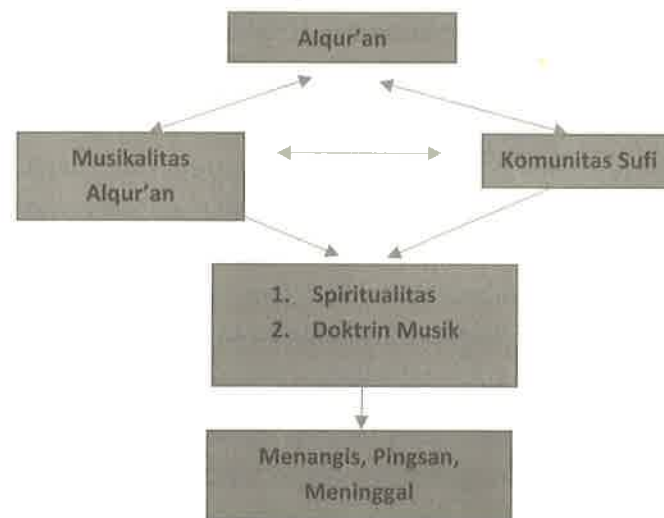 Alqur'an
Musikalitas
Alqur'an
Komunitas Sufi
1. Spiritualitas
2. Doktrin Musik
Menangis, Pingsan,
Meninggal